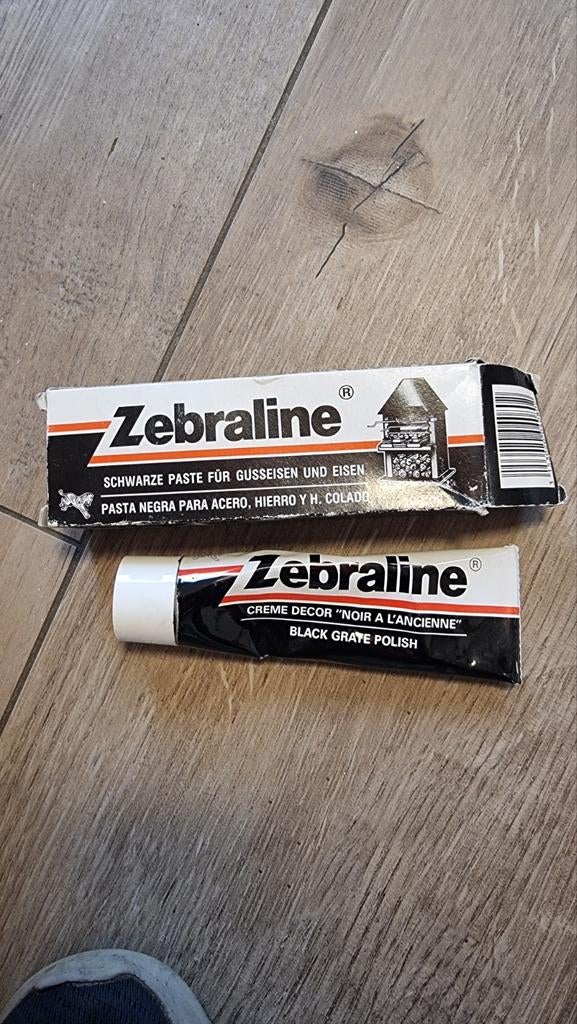 Zebraline®
SCHWARZE PASTE FÜR GUSSEISEN UND EISEN
PASTA NEGRA PARA ACERO, HIERRO Y H. COLADO
Zebraline®
CREME DECOR "NOIR A L'ANCIENNE"
BLACK GRATE POLISH